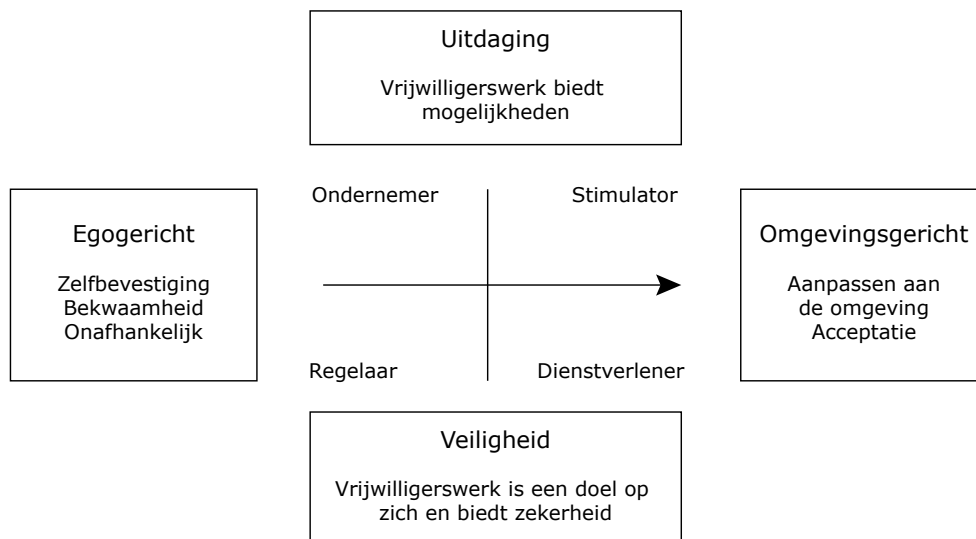 Uitdaging
Vrijwilligerswerk biedt
mogelijkheden
Ondernemer
Stimulator
Egogericht
Zelfbevestiging
Bekwaamheid
Onafhankelijk
Omgevingsgericht
Aanpassen aan
de omgeving
Acceptatie
Regelaar
Dienstverlener
Veiligheid
Vrijwilligerswerk is een doel op
zich en biedt zekerheid